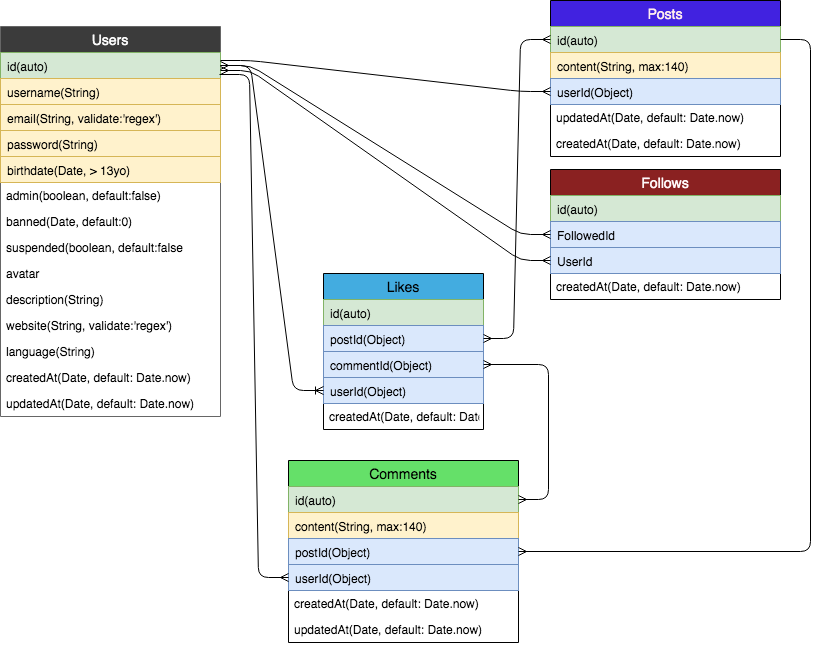 Users
id(auto)
username(String)
email(String, validate:'regex')
password(String)
birthdate(Date, > 13yo)
admin(boolean, default:false)
banned(Date, default:0)
suspended(boolean, default:false
avatar
description(String)
website(String, validate:'regex')
language(String)
createdAt(Date, default: Date.now)
updatedAt(Date, default: Date.now)
Posts
id(auto)
content(String, max:140)
userId(Object)
updatedAt(Date, default: Date.now)
createdAt(Date, default: Date.now)
Follows
id(auto)
FollowedId
UserId
createdAt(Date, default: Date.now)
Likes
id(auto)
postId(Object)
commentId(Object)
userId(Object)
createdAt(Date, default: Dat
Comments
id(auto)
content(String, max:140)
postId(Object)
userId(Object)
createdAt(Date, default: Date.now)
updatedAt(Date, default: Date.now)